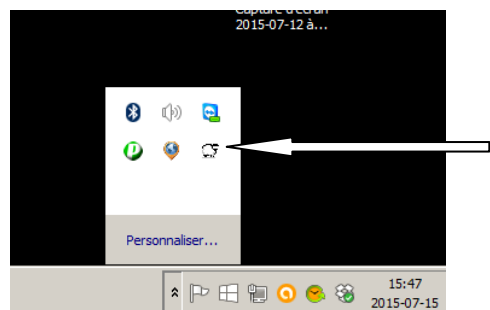 Capture d'écran
2015-07-12 à...
Personnaliser...
15:47
2015-07-15